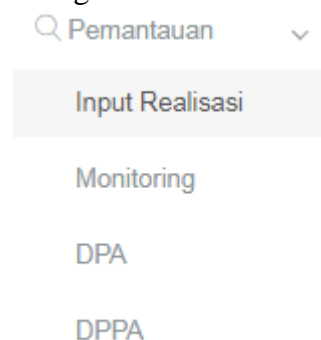 Pemantauan
Input Realisasi
Monitoring
DPA
DPPA